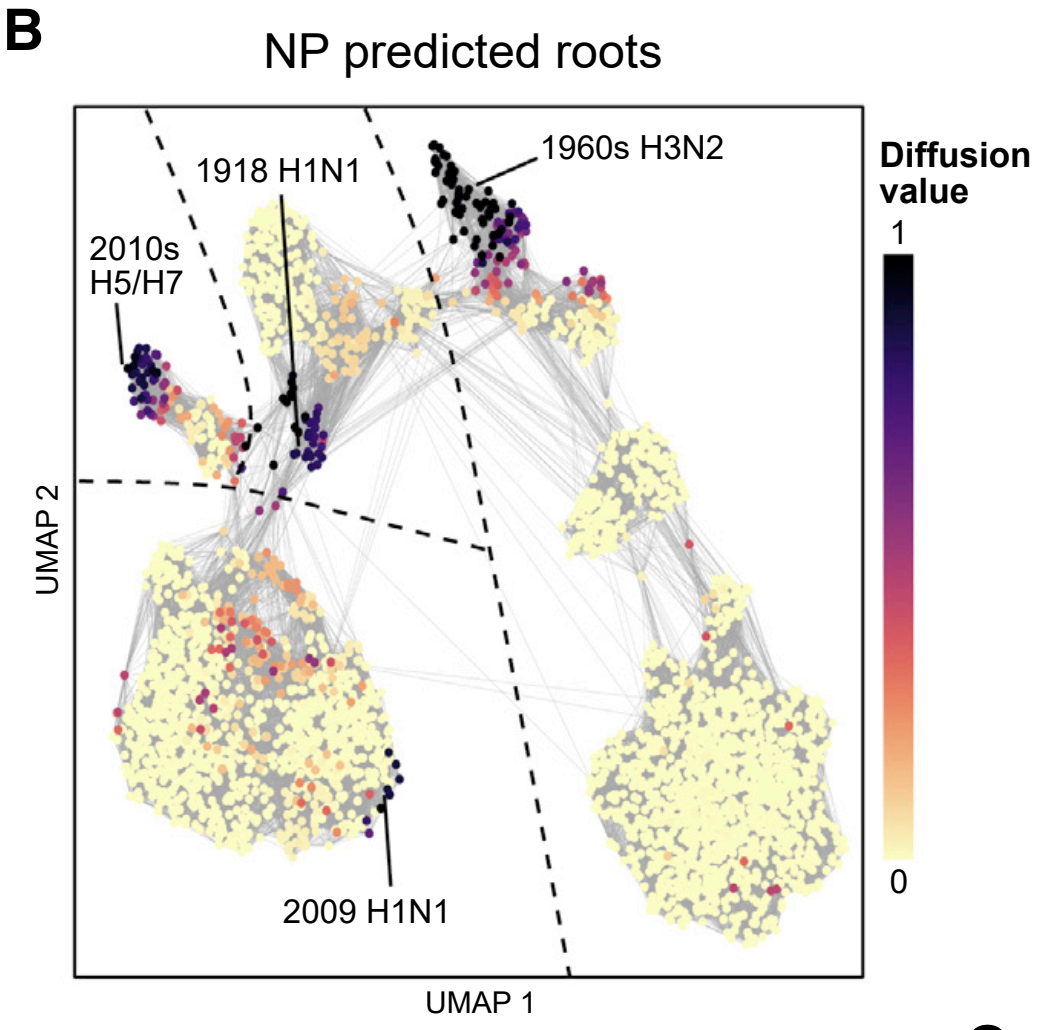 B
NP predicted roots
1918 H1N1
1960s H3N2
2010s
H5/H7
Diffusion
value
1
0
2009 H1N1
UMAP 2
UMAP 1